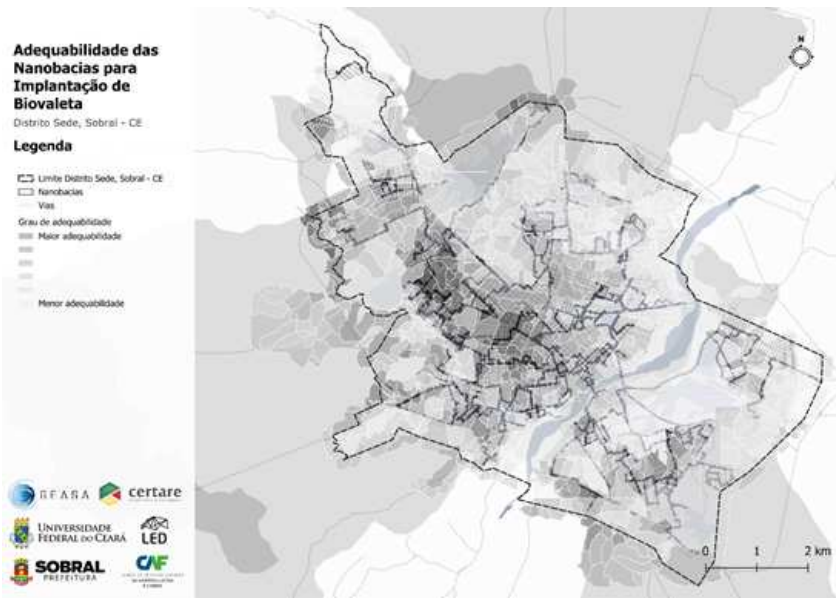 Adequabilidade das
Nanobacias para
Implantação de
Biovaleta
Distrito Sede, Sobral - CE
Legenda
Limite Distrito Sede, Sobral - CE
Nanobacias
Vias
Grau de adequabilidade
Maior adequabilidade
Menor adequabilidade
N
0 1 2 km
certare
UNIVERSIDADE
FEDERAL DO CEARÁ
LED
SOBRAL
PREFEITURA
CAF